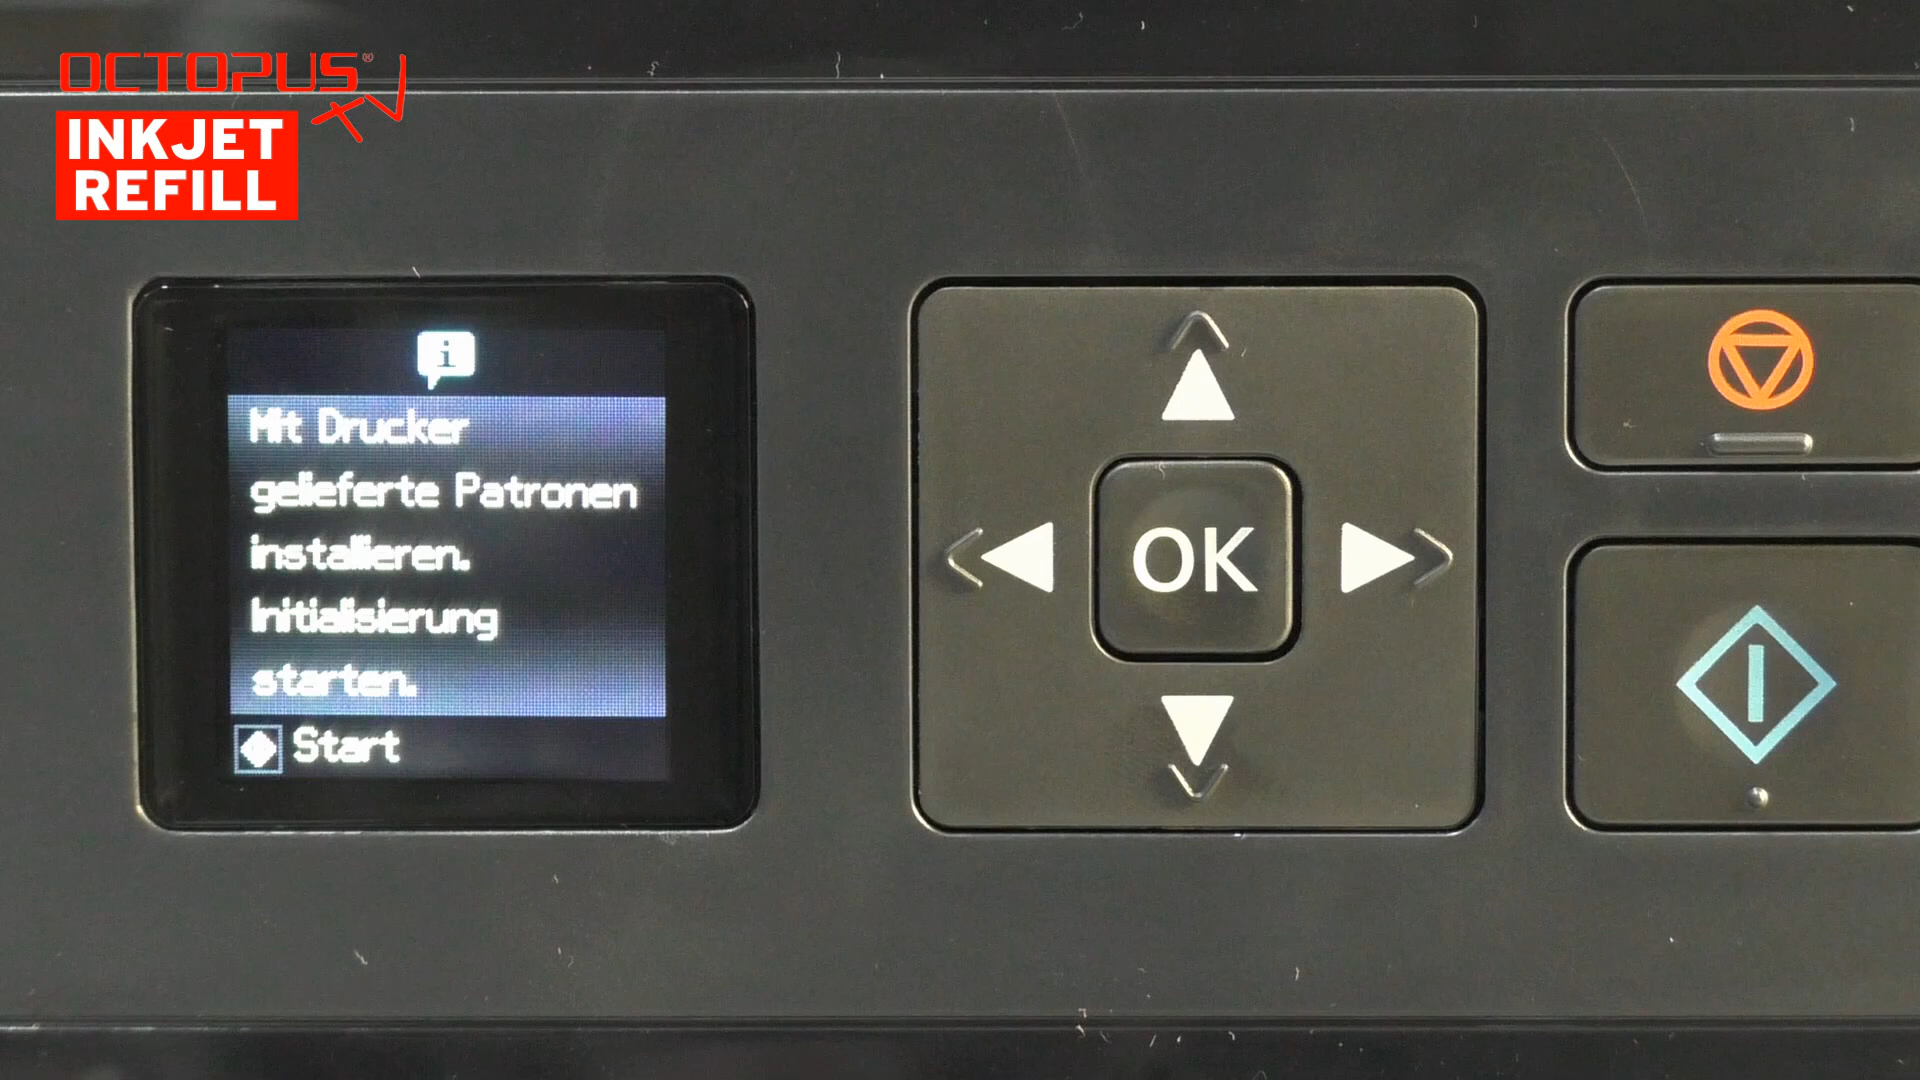 OCTOPUS®
TV
INKJET
REFILL
Mit Drucker
gelieferte Patronen
installieren.
Initialisierung
starten.
Start
OK